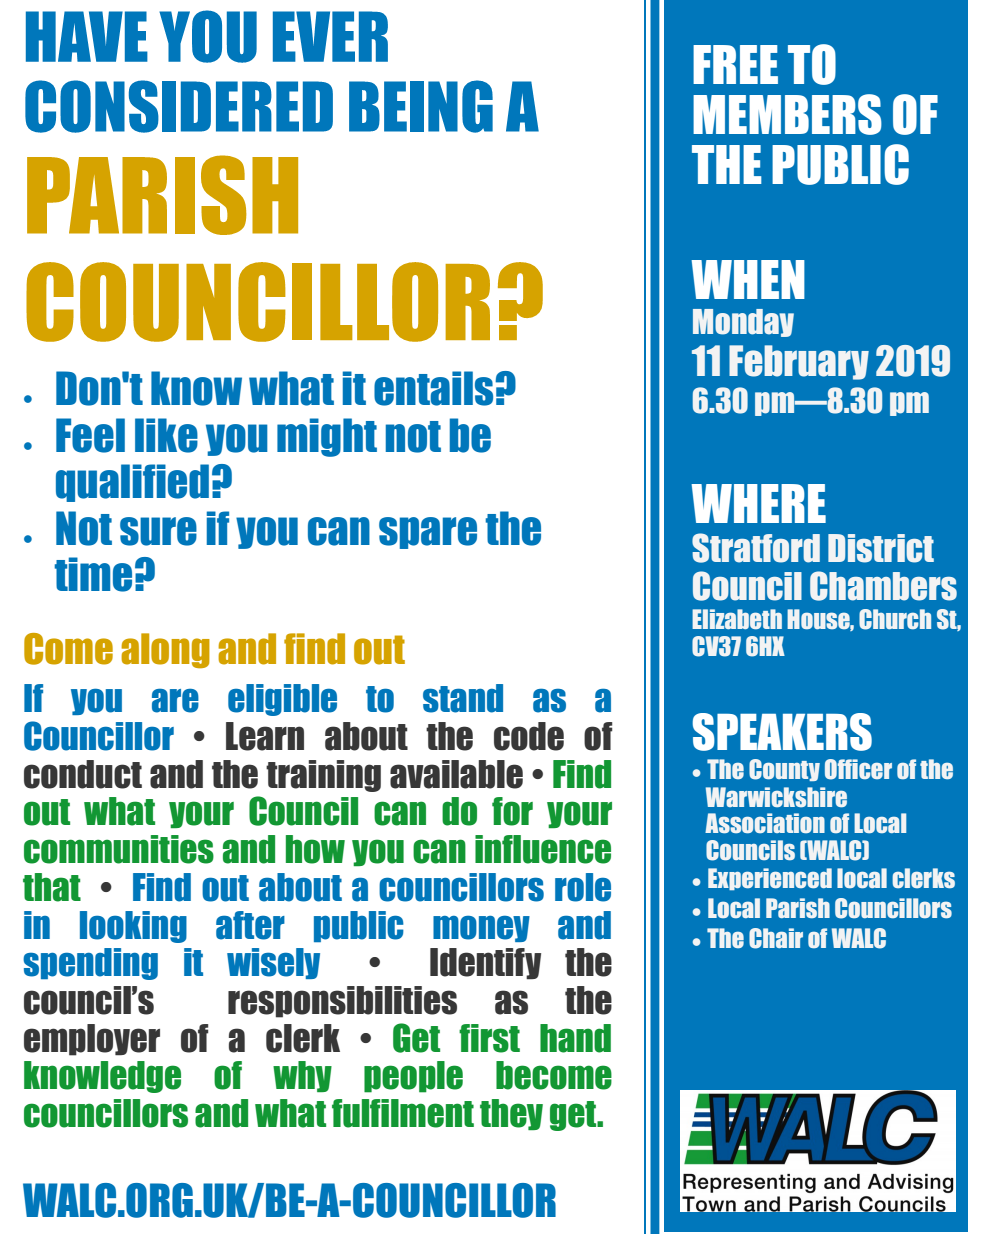 HAVE YOU EVER
CONSIDERED BEING A
PARISH
COUNCILLOR?
• Don't know what it entails?
• Feel like you might not be
qualified?
• Not sure if you can spare the
time?
Come along and find out
If you are eligible to stand as a
Councillor • Learn about the code of
conduct and the training available • Find
out what your Council can do for your
communities and how you can influence
that • Find out about a councillors role
in looking after public money and
spending it wisely • Identify the
council’s responsibilities as the
employer of a clerk • Get first hand
knowledge of why people become
councillors and what fulfilment they get.
WALC.ORG.UK/BE-A-COUNCILLOR
FREE TO
MEMBERS OF
THE PUBLIC
WHEN
Monday
11 February 2019
6.30 pm—8.30 pm
WHERE
Stratford District
Council Chambers
Elizabeth House, Church St,
CV37 6HX
SPEAKERS
• The County Officer of the
Warwickshire
Association of Local
Councils (WALC)
• Experienced local clerks
• Local Parish Councillors
• The Chair of WALC
WALC
Representing and Advising
Town and Parish Councils